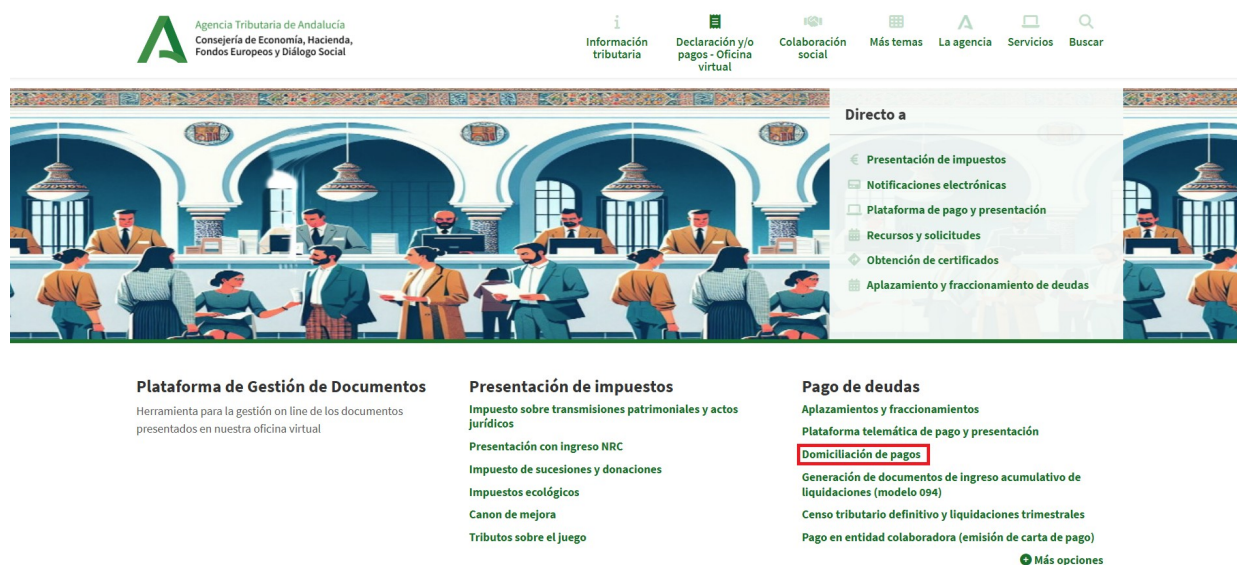 Agencia Tributaria de Andalucía
Consejería de Economía, Hacienda,
Fondos Europeos y Diálogo Social
Información
tributaria
Declaración y/o
pagos - Oficina
virtual
Colaboración
social
Más temas
La agencia
Servicios
Buscar
Directo a
Presentación de impuestos
Notificaciones electrónicas
Plataforma de pago y presentación
Recursos y solicitudes
Obtención de certificados
Aplazamiento y fraccionamiento de deudas
Plataforma de Gestión de Documentos
Herramienta para la gestión on line de los documentos
presentados en nuestra oficina virtual
Presentación de impuestos
Impuesto sobre transmisiones patrimoniales y actos
jurídicos
Presentación con ingreso NRC
Impuesto de sucesiones y donaciones
Impuestos ecológicos
Canon de mejora
Tributos sobre el juego
Pago de deudas
Aplazamientos y fraccionamientos
Plataforma telemática de pago y presentación
Domiciliación de pagos
Generación de documentos de ingreso acumulativo de
liquidaciones (modelo 094)
Censo tributario definitivo y liquidaciones trimestrales
Pago en entidad colaboradora (emisión de carta de pago)
Más opciones